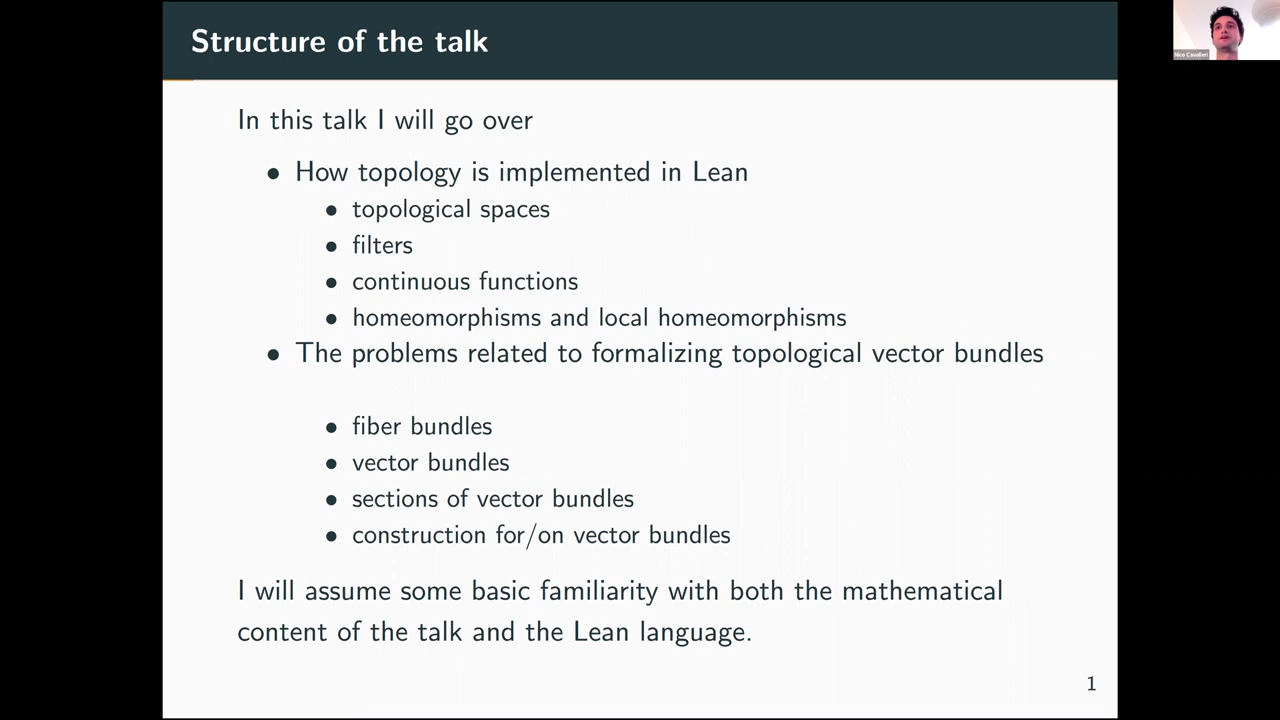 Structure of the talk
Nico Cavalleri
In this talk I will go over
• How topology is implemented in Lean
• topological spaces
• filters
• continuous functions
• homeomorphisms and local homeomorphisms
• The problems related to formalizing topological vector bundles
• fiber bundles
• vector bundles
• sections of vector bundles
• construction for/on vector bundles
I will assume some basic familiarity with both the mathematical
content of the talk and the Lean language.
1